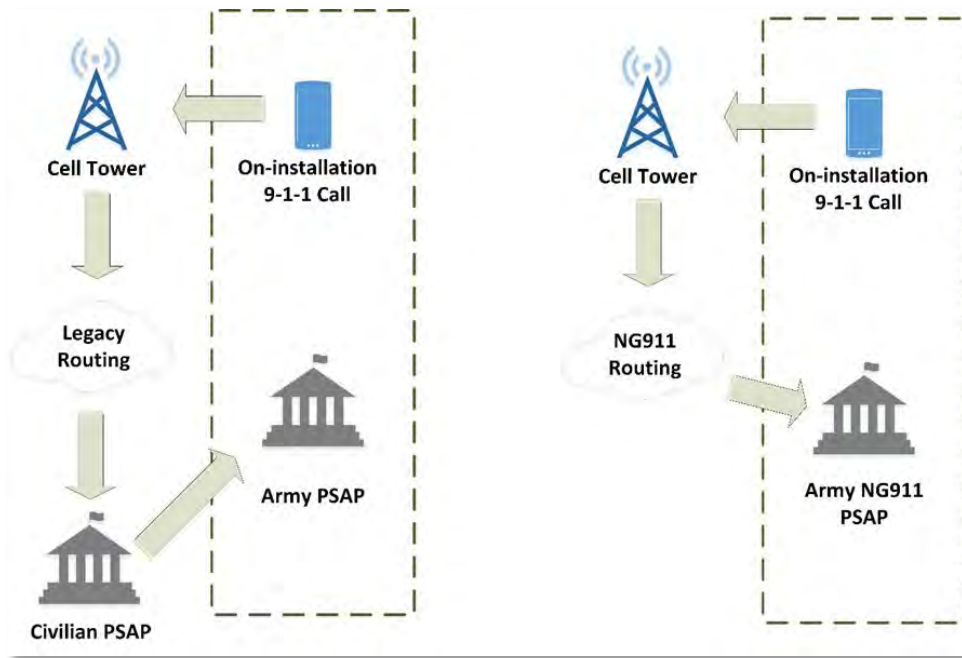 Cell Tower
On-installation
9-1-1 Call
Legacy
Routing
Army PSAP
Civilian PSAP
Cell Tower
On-installation
9-1-1 Call
NG911
Routing
Army NG911
PSAP